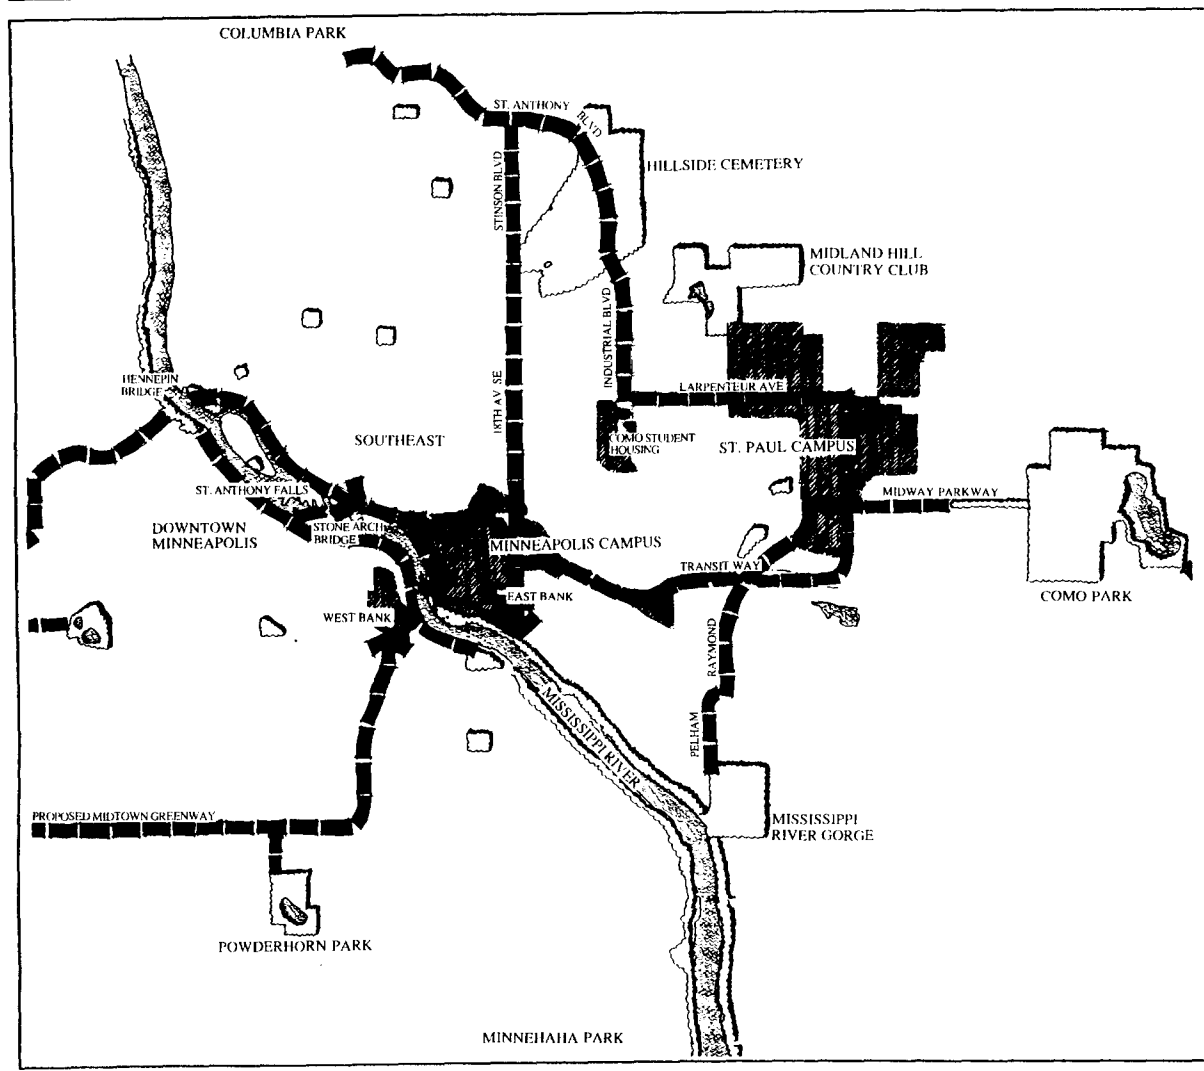 COLUMBIA PARK
ST. ANTHONY
BLVD
HILLSIDE CEMETERY
STINSON BLVD
MIDLAND HILL
COUNTRY CLUB
INDUSTRIAL BLVD
HENNEPIN
BRIDGE
LARPENTEUR AVE
18TH AV SE
SOUTHEAST
COMO STUDENT
HOUSING
ST. PAUL CAMPUS
ST. ANTHONY FALLS
MIDWAY PARKWAY
DOWNTOWN
MINNEAPOLIS
STONE ARCH
BRIDGE
MINNEAPOLIS CAMPUS
TRANSIT WAY
EAST BANK
COMO PARK
WEST BANK
RAYMOND
MISSISSIPPI RIVER
PELHAM
PROPOSED MIDTOWN GREENWAY
MISSISSIPPI
RIVER GORGE
POWDERHORN PARK
MINNEHAHA PARK